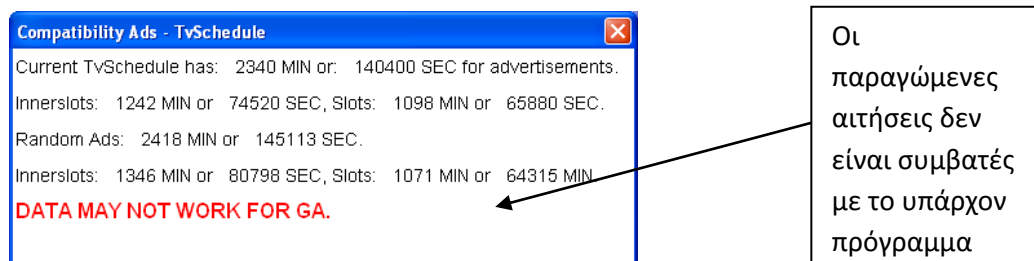 Compatibility Ads - TvSchedule
Current TvSchedule has: 2340 MIN or: 140400 SEC for advertisements.
Innerslots: 1242 MIN or 74520 SEC, Slots: 1098 MIN or 65880 SEC.
Random Ads: 2418 MIN or 145113 SEC.
Innerslots: 1346 MIN or 80798 SEC, Slots: 1071 MIN or 64315 MIN.
DATA MAY NOT WORK FOR GA.
Οι
παραγώμενες
αιτήσεις δεν
είναι συμβατές
με το υπάρχον
πρόγραμμα